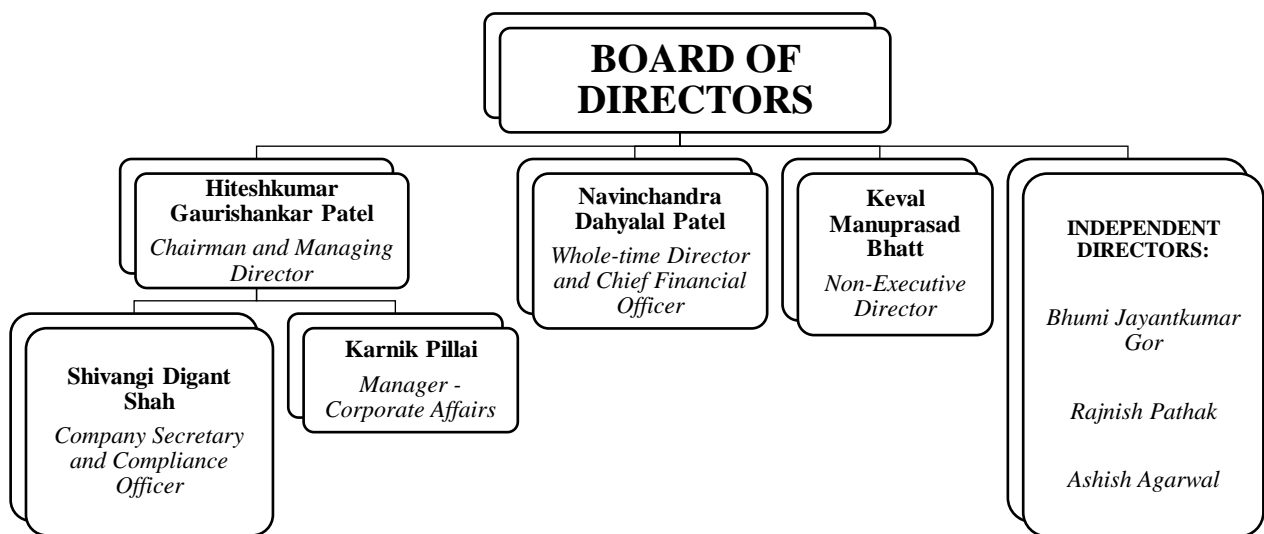 BOARD OF
DIRECTORS
Hiteshkumar
Gaurishankar Patel
Chairman and Managing
Director
Shivangi Digant
Shah
Company Secretary
and Compliance
Officer
Karnik Pillai
Manager -
Corporate Affairs
Navinchandra
Dahyalal Patel
Whole-time Director
and Chief Financial
Officer
Keval
Manuprasad
Bhatt
Non-Executive
Director
INDEPENDENT
DIRECTORS:
Bhumi Jayantkumar
Gor
Rajnish Pathak
Ashish Agarwal